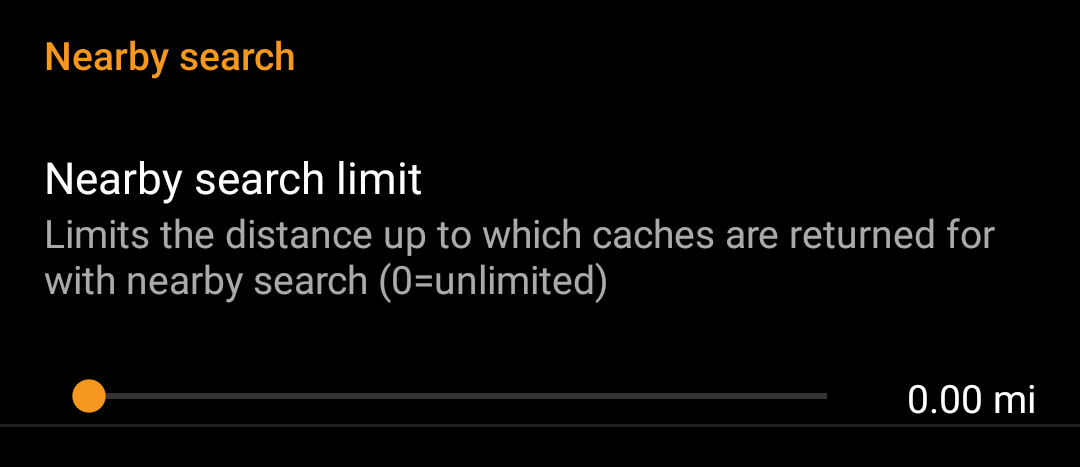 Nearby search
Nearby search limit
Limits the distance up to which caches are returned for
with nearby search (0=unlimited)
0.00 mi